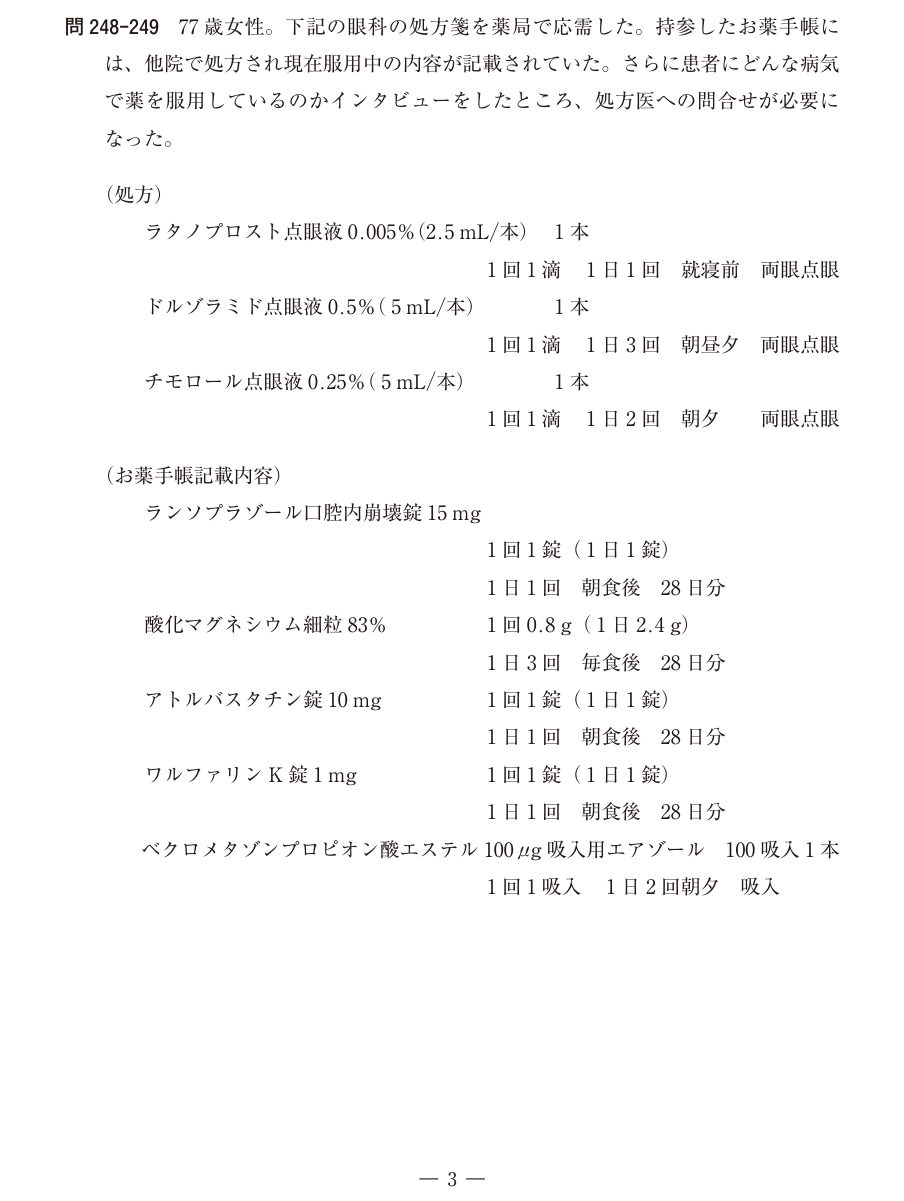 問 248-249 77 歳女性。下記の眼科の処方箋を薬局で応需した。持参したお薬手帳に
は、他院で処方され現在服用中の内容が記載されていた。さらに患者にどんな病気
で薬を服用しているのかインタビューをしたところ、処方医への問合せが必要に
なった。
（処方）
ラタノプロスト点眼液 0.005%（2.5 mL/本） 1 本
1 回 1 滴 1 日 1 回 就寝前 両眼点眼
ドルゾラミド点眼液 0.5%（ 5 mL/本） 1 本
1 回 1 滴 1 日 3 回 朝昼夕 両眼点眼
チモロール点眼液 0.25%（ 5 mL/本） 1 本
1 回 1 滴 1 日 2 回 朝夕 両眼点眼
（お薬手帳記載内容）
ランソプラゾール口腔内崩壊錠 15 mg
1 回 1 錠（ 1 日 1 錠）
1 日 1 回 朝食後 28 日分
酸化マグネシウム細粒 83% 1 回 0.8 g（ 1 日 2.4 g）
1 日 3 回 毎食後 28 日分
アトルバスタチン錠 10 mg 1 回 1 錠（ 1 日 1 錠）
1 日 1 回 朝食後 28 日分
ワルファリン K 錠 1 mg 1 回 1 錠（ 1 日 1 錠）
1 日 1 回 朝食後 28 日分
ベクロメタゾンプロピオン酸エステル 100 μg 吸入用エアゾール 100 吸入 1 本
1 回 1 吸入 1 日 2 回朝夕 吸入
— 3 —